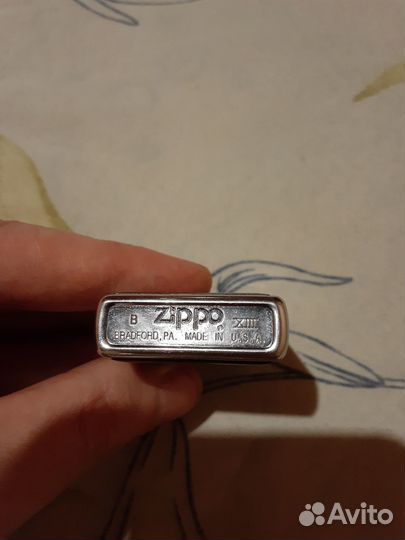 B zippo XIII
BRADFORD, PA. MADE IN U.S.A.
Avito